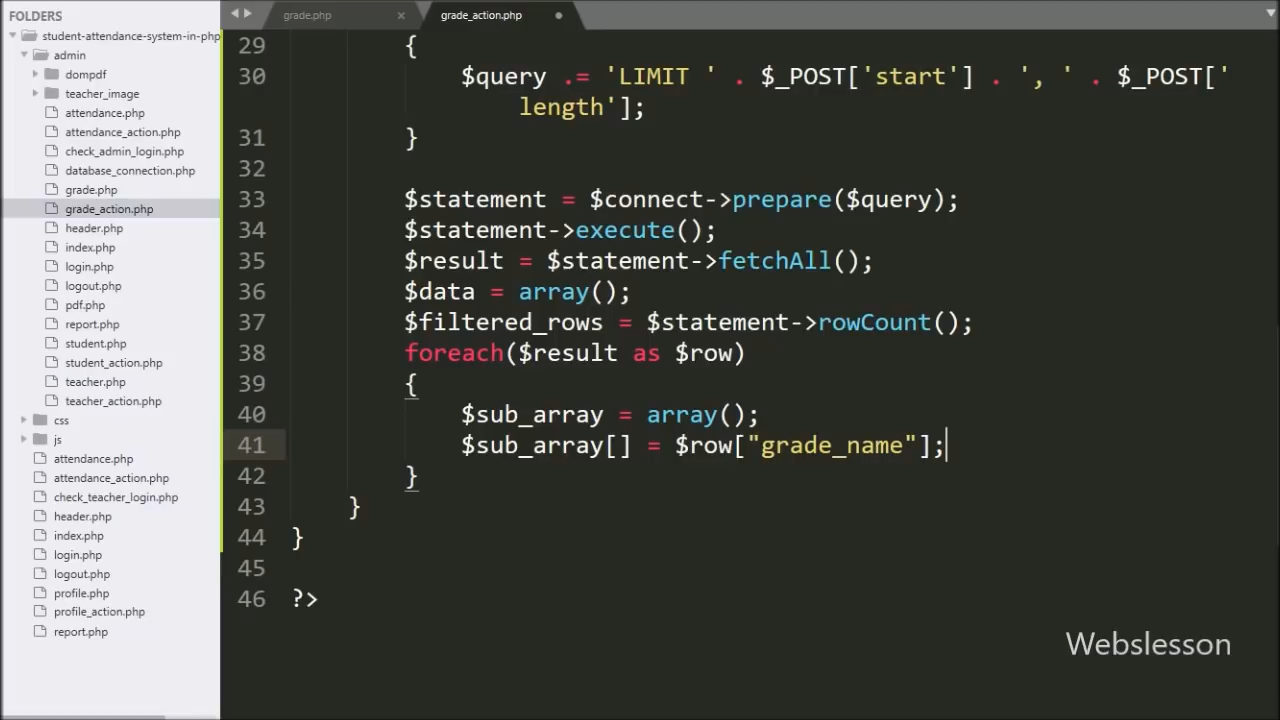 FOLDERS
student-attendance-system-in-php
admin
dompdf
teacher_image
attendance.php
attendance_action.php
check_admin_login.php
database_connection.php
grade.php
grade_action.php
header.php
index.php
login.php
logout.php
pdf.php
report.php
student.php
student_action.php
teacher.php
teacher_action.php
css
js
attendance.php
attendance_action.php
check_teacher_login.php
header.php
index.php
login.php
logout.php
profile.php
profile_action.php
report.php
grade.php
grade_action.php
29 {
30 $query .= 'LIMIT ' . $_POST['start'] . ', ' . $_POST['
length'];
31 }
32
33 $statement = $connect->prepare($query);
34 $statement->execute();
35 $result = $statement->fetchAll();
36 $data = array();
37 $filtered_rows = $statement->rowCount();
38 foreach($result as $row)
39 {
40 $sub_array = array();
41 $sub_array[] = $row["grade_name"];
42 }
43 }
44 }
45
46 ?>
Webslesson